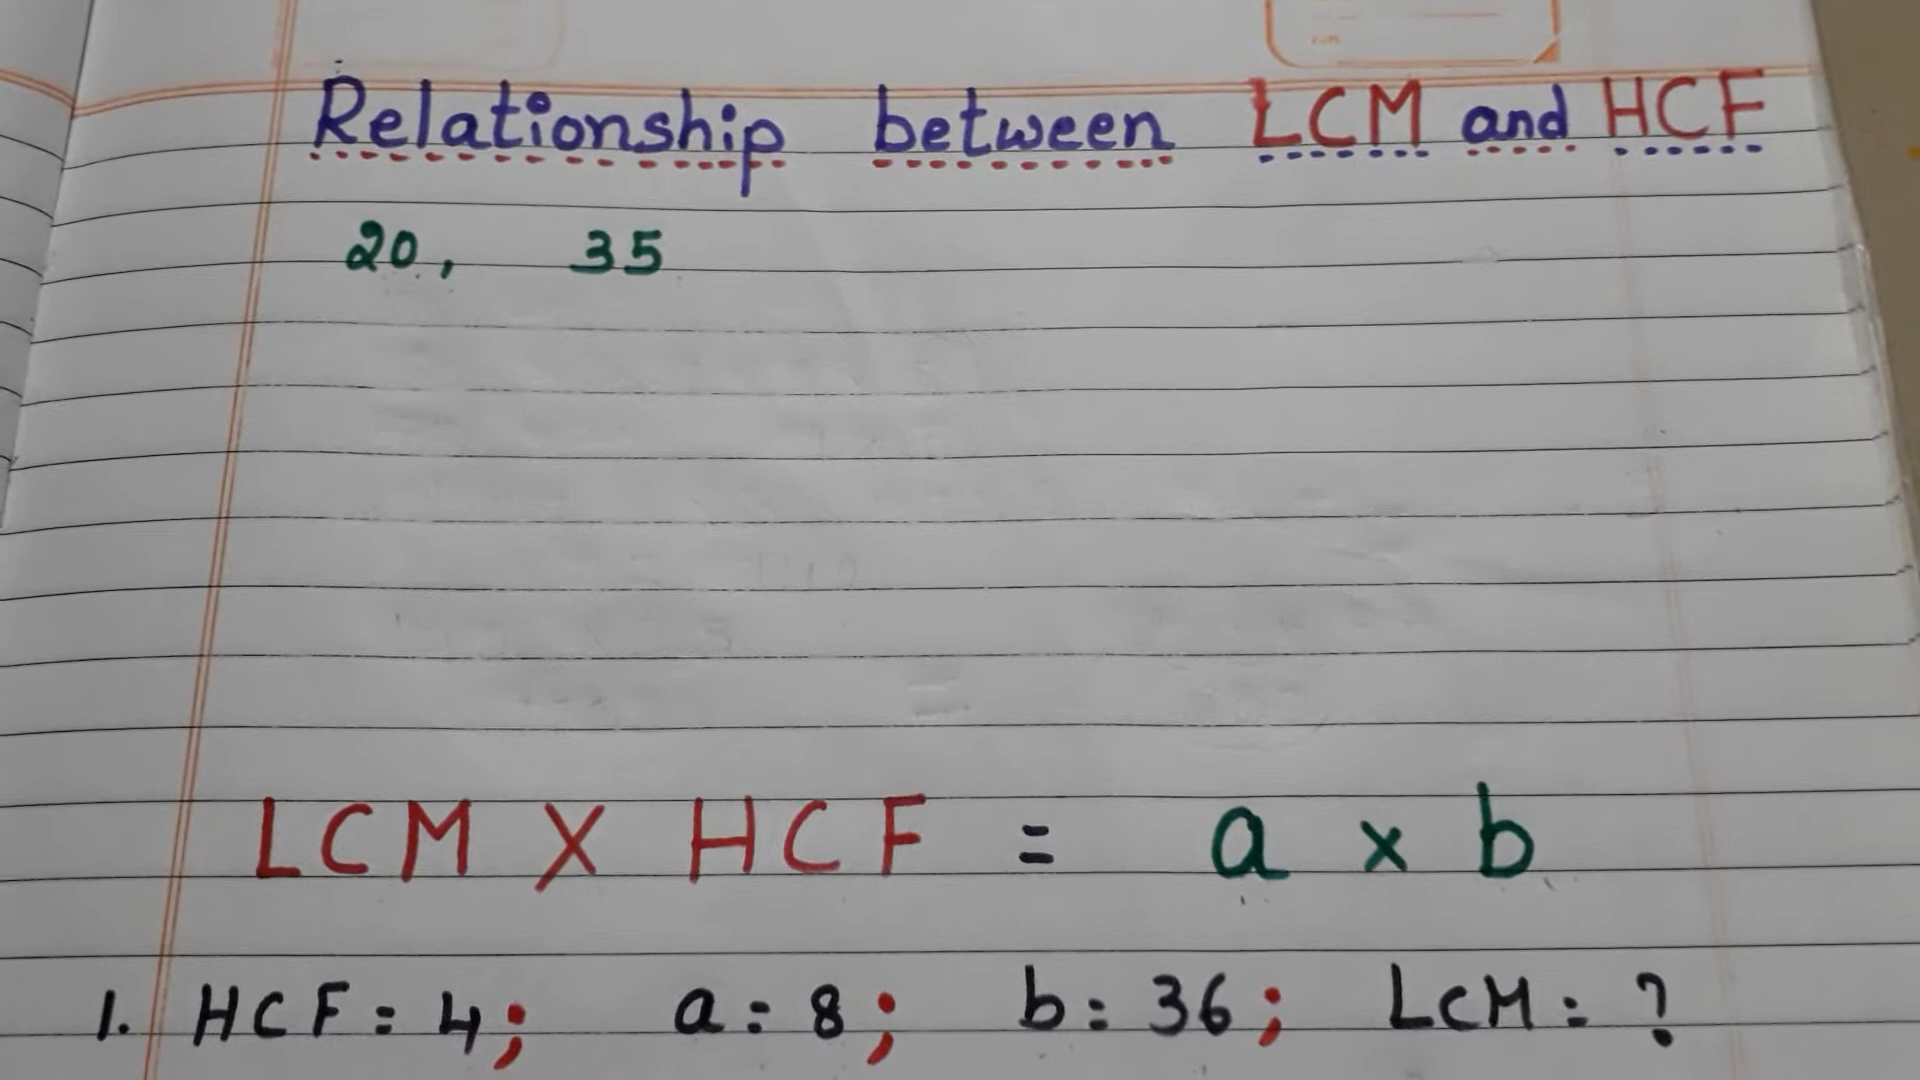 Relationship between LCM and HCF
20, 35
LCM X HCF = a x b
1. HCF = 4; a = 8; b = 36; LCM = ?